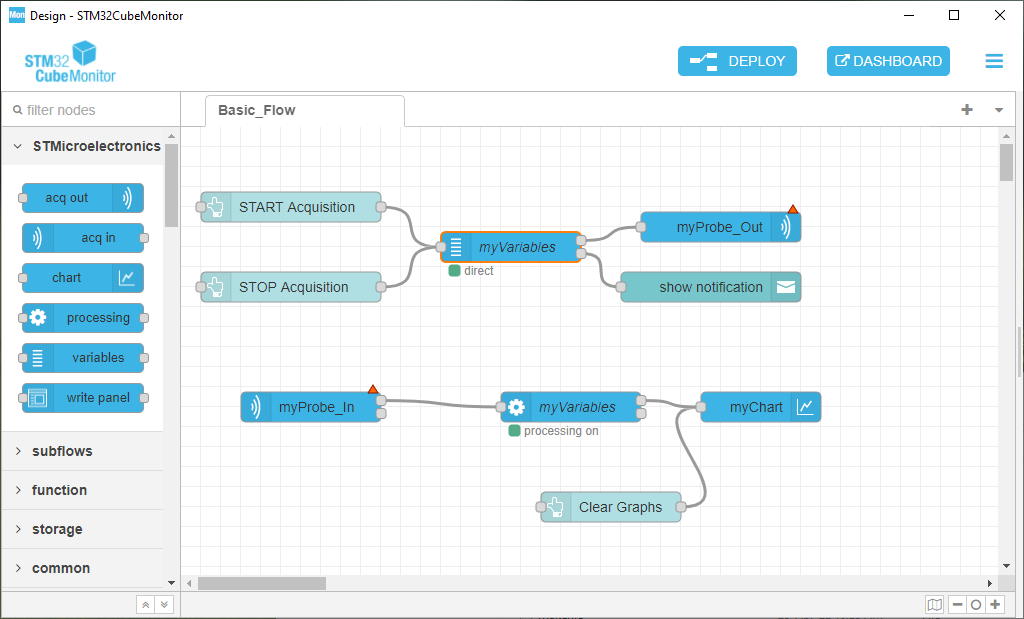 Mon Design - STM32CubeMonitor
STM32
CubeMonitor
DEPLOY
DASHBOARD
filter nodes
Basic_Flow
STMicroelectronics
acq out
acq in
chart
processing
variables
write panel
subflows
function
storage
common
START Acquisition
STOP Acquisition
myVariables
direct
myProbe_Out
show notification
myProbe_In
myVariables
processing on
myChart
Clear Graphs